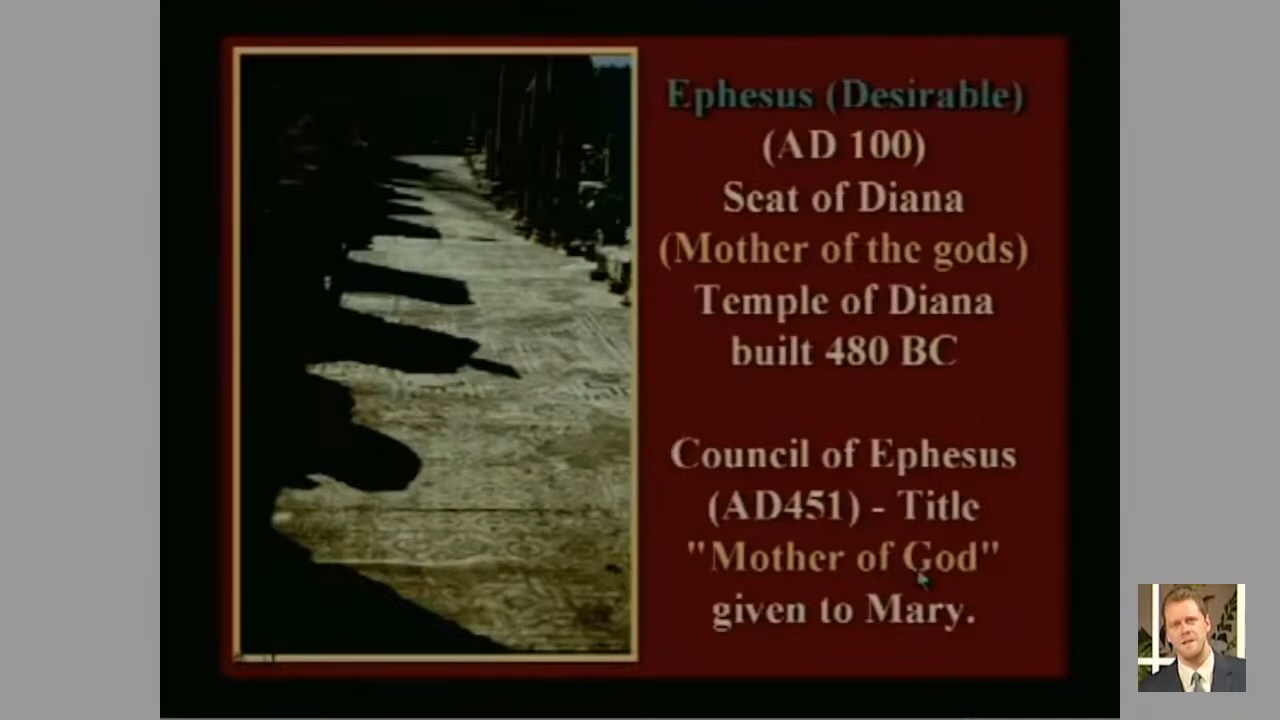 Ephesus (Desirable)
(AD 100)
Seat of Diana
(Mother of the gods)
Temple of Diana
built 480 BC
Council of Ephesus
(AD451) - Title
"Mother of God"
given to Mary.